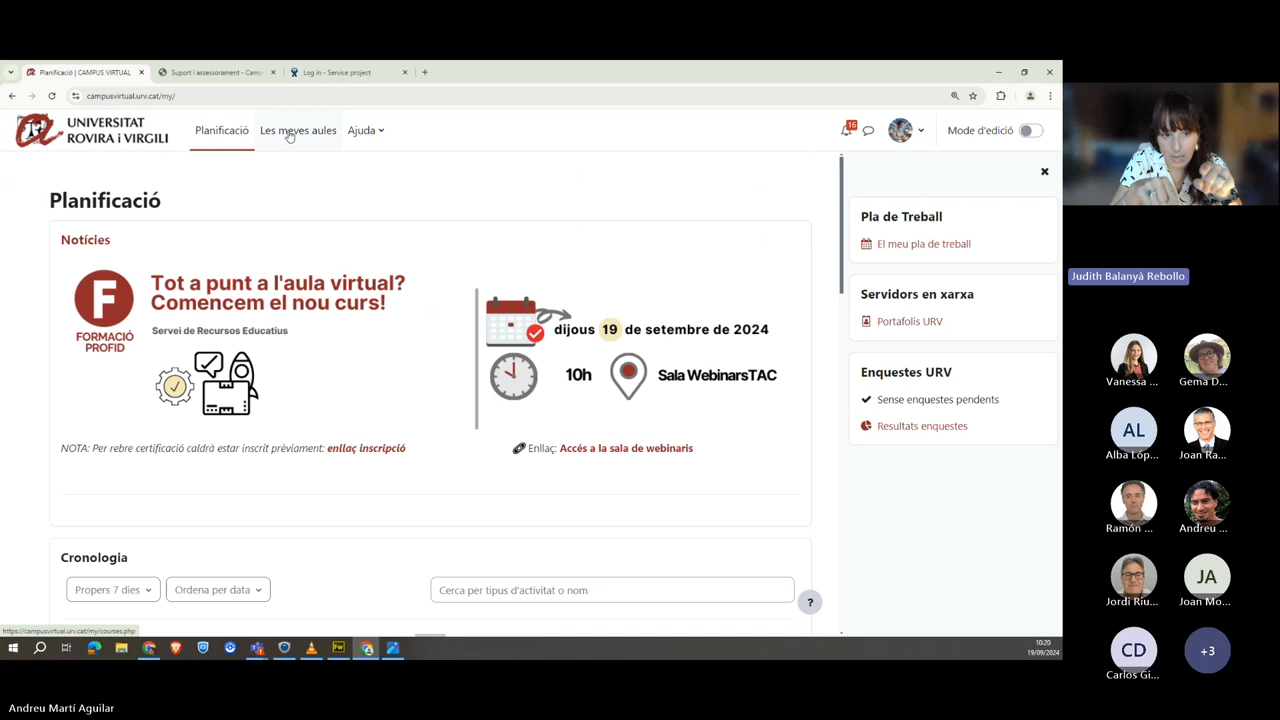 Planificació | CAMPUS VIRTUAL
Suport i assessorament - Camp
Log in - Service project
campusvirtual.urv.cat/my/
UNIVERSITAT
ROVIRA i VIRGILI
Planificació
Les meves aules
Ajuda
16
Mode d'edició
Planificació
Notícies
F
FORMACIÓ
PROFID
Tot a punt a l'aula virtual?
Comencem el nou curs!
Servei de Recursos Educatius
dijous 19 de setembre de 2024
10h
Sala WebinarsTAC
NOTA: Per rebre certificació caldrà estar inscrit prèviament: enllaç inscripció
Enllaç: Accés a la sala de webinaris
Cronologia
Propers 7 dies
Ordena per data
Cerca per tipus d'activitat o nom
?
Pla de Treball
El meu pla de treball
Servidors en xarxa
Portafolis URV
Enquestes URV
Sense enquestes pendents
Resultats enquestes
https://campusvirtual.urv.cat/my/courses.php
Fw
10:20
19/09/2024
Judith Balanyà Rebollo
Vanessa ...
Gema D...
AL
Alba Lóp...
Joan Ra...
Ramón ...
Andreu ...
Jordi Riu...
JA
Joan Mo...
CD
Carlos Gi...
+3
Andreu Martí Aguilar